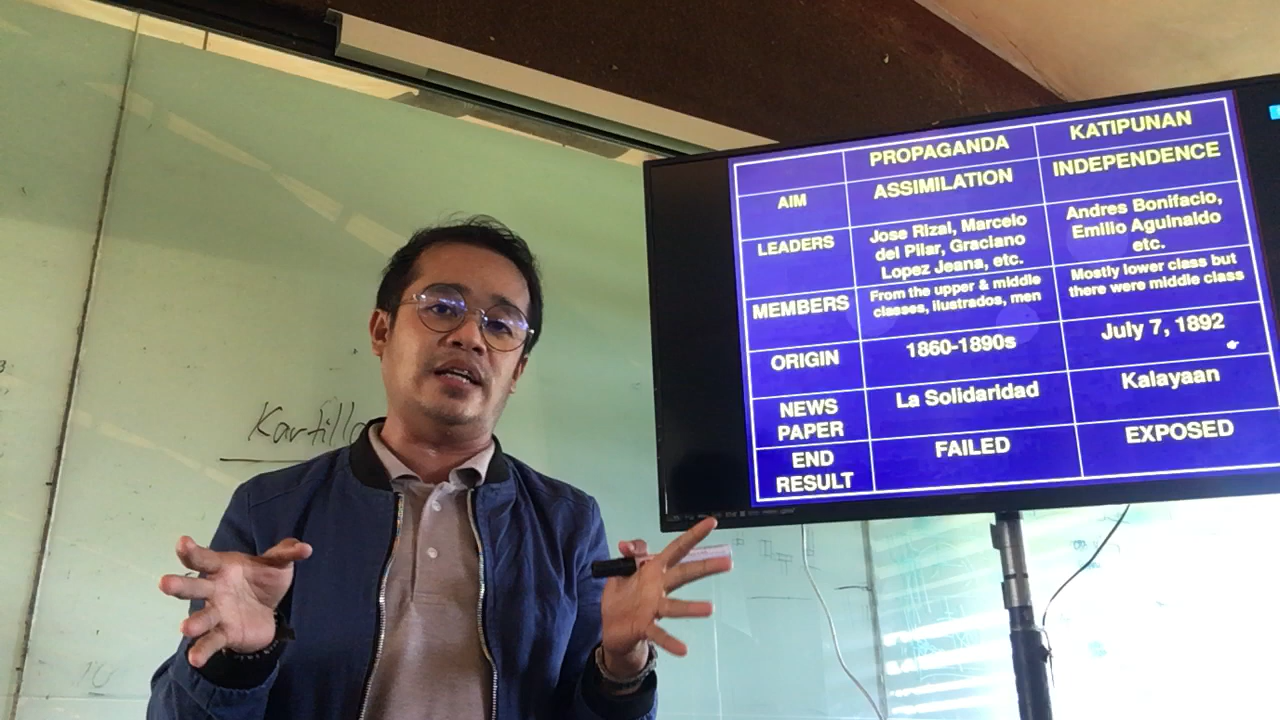 Kartilla
PROPAGANDA
KATIPUNAN
AIM
ASSIMILATION
INDEPENDENCE
LEADERS
Jose Rizal, Marcelo
del Pilar, Graciano
Lopez Jeana, etc.
Andres Bonifacio,
Emilio Aguinaldo
etc.
MEMBERS
From the upper & middle
classes, ilustrados, men
Mostly lower class but
there were middle class
ORIGIN
1860-1890s
July 7, 1892
NEWS
PAPER
La Solidaridad
Kalayaan
END
RESULT
FAILED
EXPOSED